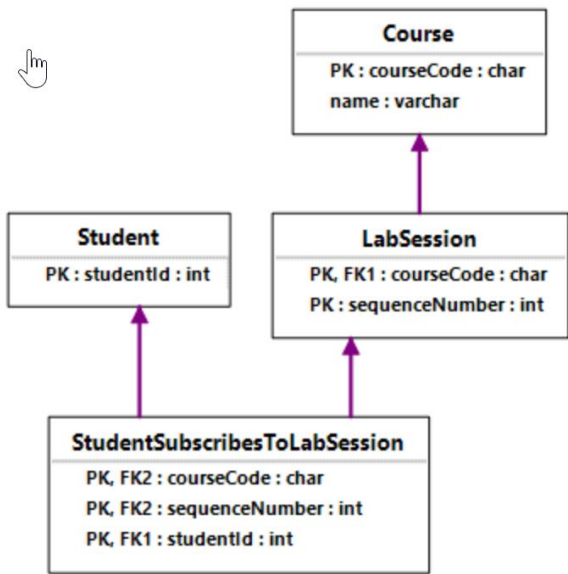 Course
PK : courseCode : char
name : varchar
Student
PK : studentId : int
LabSession
PK, FK1 : courseCode : char
PK : sequenceNumber : int
StudentSubscribesToLabSession
PK, FK2 : courseCode : char
PK, FK2 : sequenceNumber : int
PK, FK1 : studentId : int